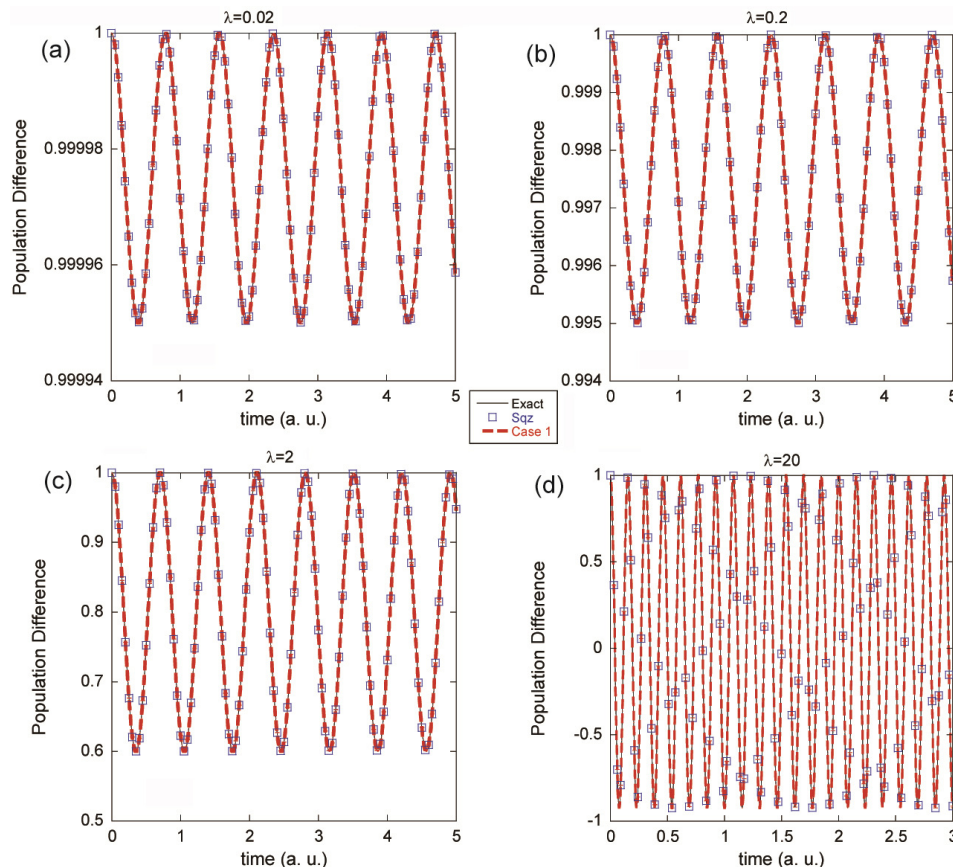 λ=0.02
(a)
Population Difference
1
0.99998
0.99996
0.99994
0 1 2 3 4 5
time (a. u.)
λ=0.2
(b)
Population Difference
1
0.999
0.998
0.997
0.996
0.995
0.994
0 1 2 3 4 5
time (a. u.)
Exact
Sqz
Case 1
λ=2
(c)
Population Difference
1
0.9
0.8
0.7
0.6
0.5
0 1 2 3 4 5
time (a. u.)
λ=20
(d)
Population Difference
1
0.5
0
-0.5
-1
0 0.5 1 1.5 2 2.5 3
time (a. u.)